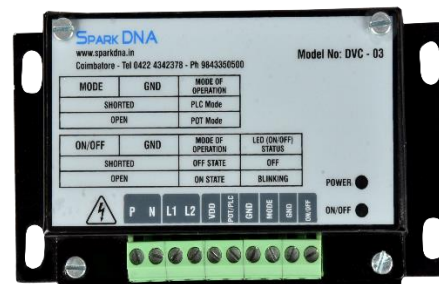 SPARK DNA
www.sparkdna.in
Coimbatore - Tel 0422 4342378 - Ph 9843350500
Model No: DVC - 03
MODE GND MODE OF OPERATION
SHORTED PLC Mode
OPEN POT Mode
ON/OFF GND MODE OF OPERATION LED (ON/OFF) STATUS
SHORTED OFF STATE OFF
OPEN ON STATE BLINKING
POWER
ON/OFF
P N L1 L2 VDD POT/PLC GND MODE GND ON/OFF